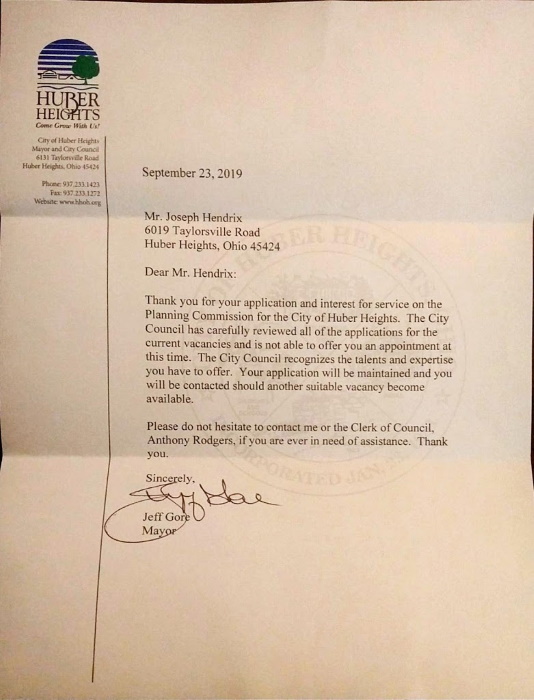 HUBER
HEIGHTS
Come Grow With Us!
City of Huber Heights
Mayor and City Council
6131 Taylorsville Road
Huber Heights, Ohio 45424
Phone: 937.233.1423
Fax: 937.233.1272
Website: www.hhoh.org
September 23, 2019
Mr. Joseph Hendrix
6019 Taylorsville Road
Huber Heights, Ohio 45424
Dear Mr. Hendrix:
Thank you for your application and interest for service on the
Planning Commission for the City of Huber Heights. The City
Council has carefully reviewed all of the applications for the
current vacancies and is not able to offer you an appointment at
this time. The City Council recognizes the talents and expertise
you have to offer. Your application will be maintained and you
will be contacted should another suitable vacancy become
available.
Please do not hesitate to contact me or the Clerk of Council,
Anthony Rodgers, if you are ever in need of assistance. Thank
you.
Sincerely,
Jeff Gore
Mayor
OF HUBER HEIGHTS
INCORPORATED JAN.